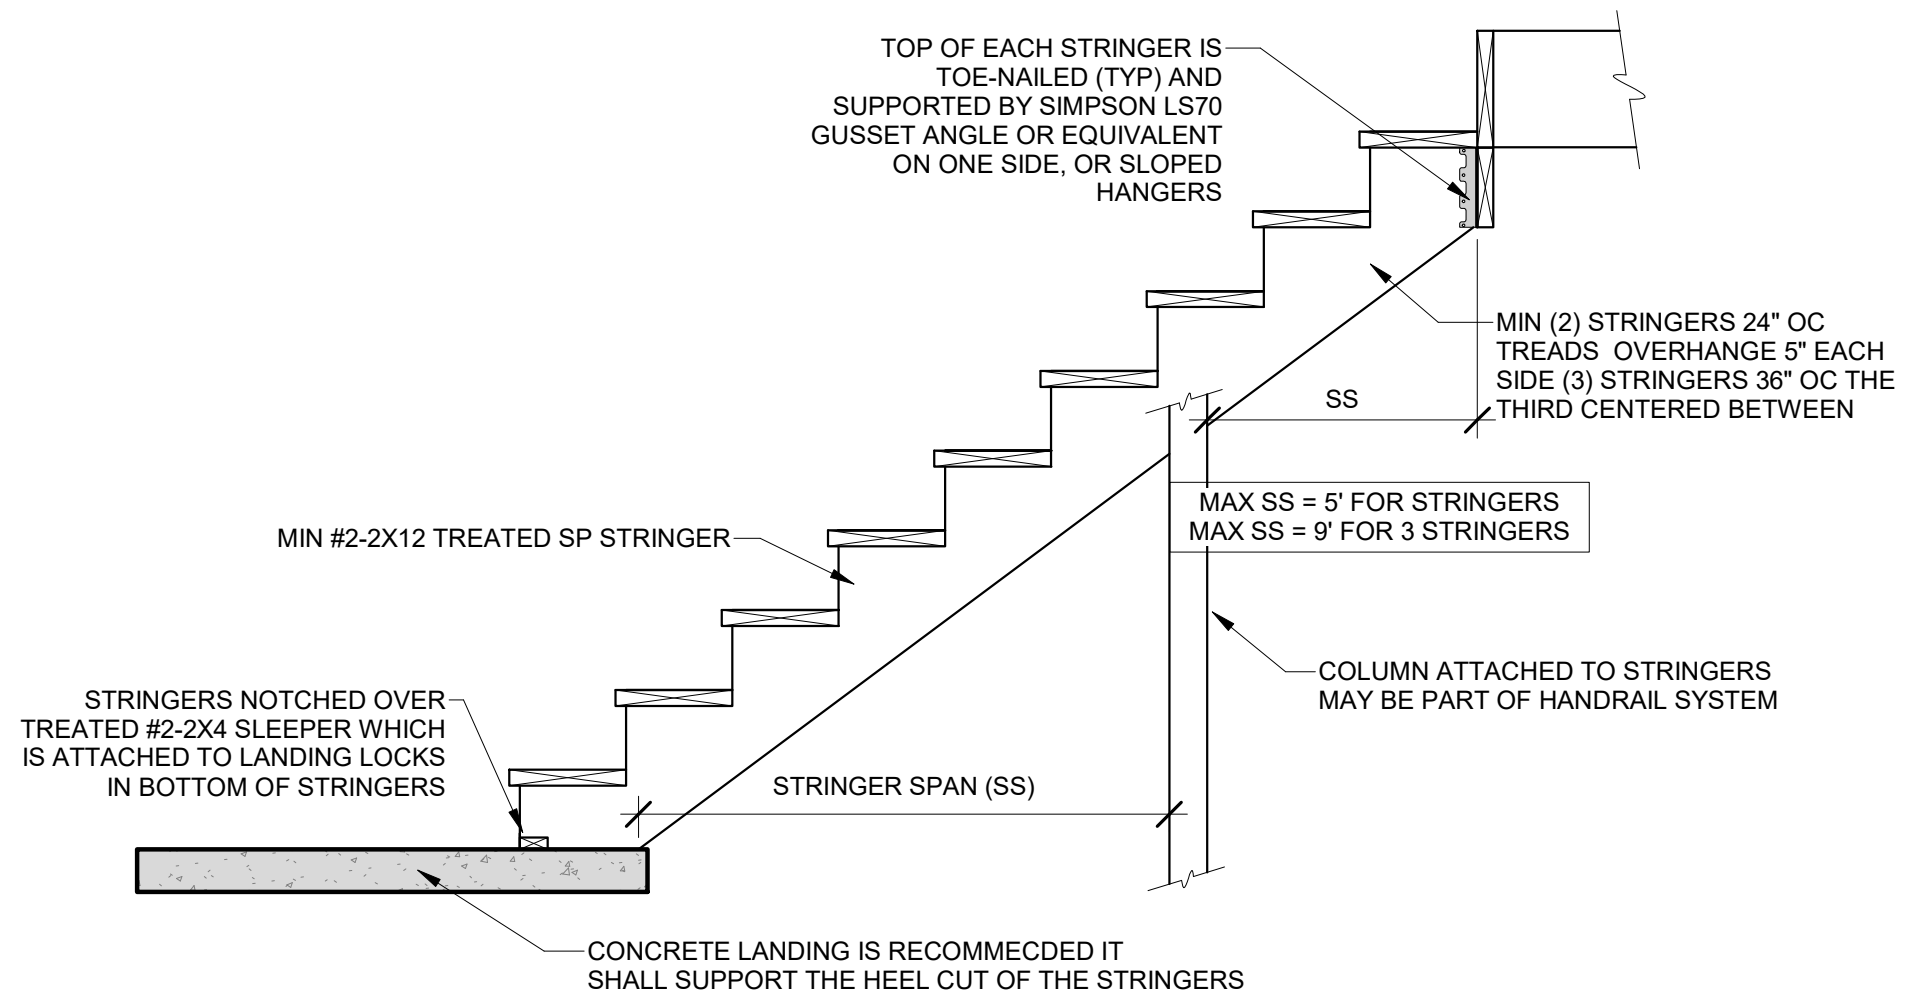 TOP OF EACH STRINGER IS
TOE-NAILED (TYP) AND
SUPPORTED BY SIMPSON LS70
GUSSET ANGLE OR EQUIVALENT
ON ONE SIDE, OR SLOPED
HANGERS
MIN (2) STRINGERS 24" OC
TREADS  OVERHANGE 5" EACH
SIDE (3) STRINGERS 36" OC THE
THIRD CENTERED BETWEEN
SS
MAX SS = 5' FOR STRINGERS
MAX SS = 9' FOR 3 STRINGERS
MIN #2-2X12 TREATED SP STRINGER
COLUMN ATTACHED TO STRINGERS
MAY BE PART OF HANDRAIL SYSTEM
STRINGERS NOTCHED OVER
TREATED #2-2X4 SLEEPER WHICH
IS ATTACHED TO LANDING LOCKS
IN BOTTOM OF STRINGERS
STRINGER SPAN (SS)
CONCRETE LANDING IS RECOMMECDED IT
SHALL SUPPORT THE HEEL CUT OF THE STRINGERS